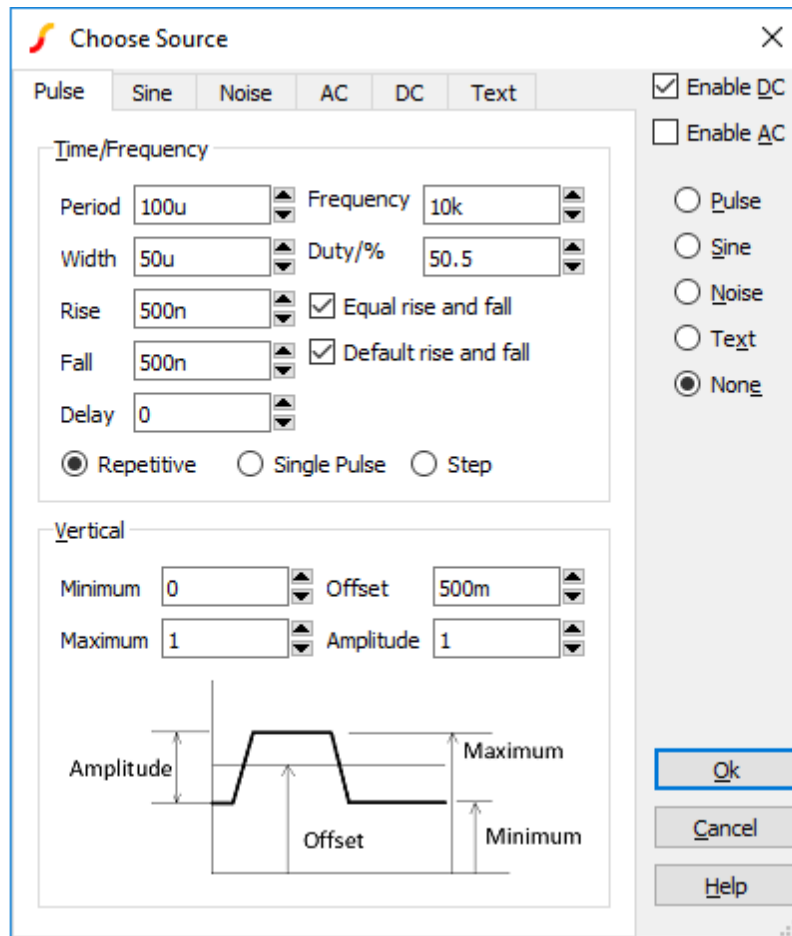 Choose Source
Pulse Sine Noise AC DC Text
Enable DC
Enable AC
Time/Frequency
Period 100u Frequency 10k
Width 50u Duty/% 50.5
Rise 500n Equal rise and fall
Fall 500n Default rise and fall
Delay 0
Repetitive Single Pulse Step
Pulse
Sine
Noise
Text
None
Vertical
Minimum 0 Offset 500m
Maximum 1 Amplitude 1
Amplitude
Maximum
Offset
Minimum
Ok
Cancel
Help